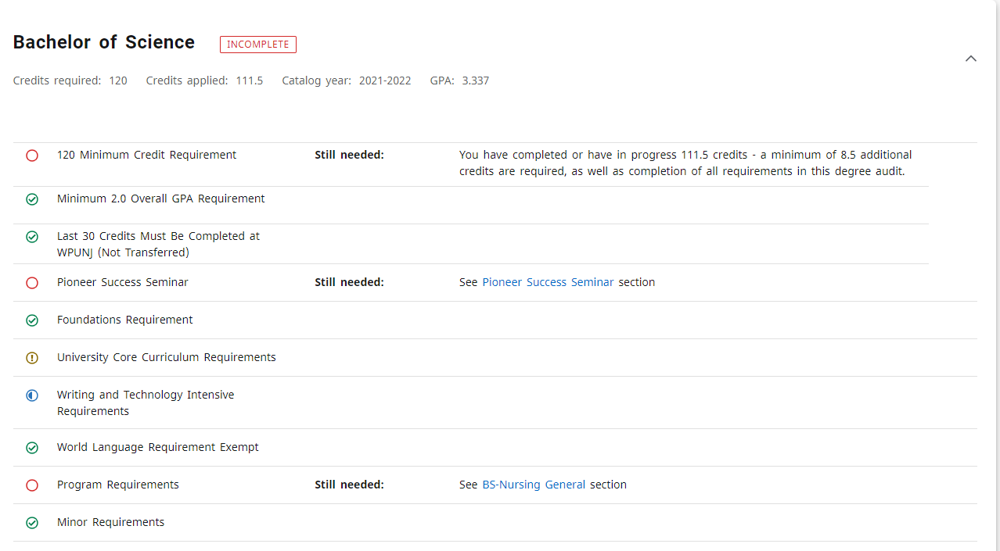 Bachelor of Science INCOMPLETE
Credits required: 120 Credits applied: 111.5 Catalog year: 2021-2022 GPA: 3.337
120 Minimum Credit Requirement Still needed: You have completed or have in progress 111.5 credits - a minimum of 8.5 additional
credits are required, as well as completion of all requirements in this degree audit.
Minimum 2.0 Overall GPA Requirement
Last 30 Credits Must Be Completed at
WPUNJ (Not Transferred)
Pioneer Success Seminar Still needed: See Pioneer Success Seminar section
Foundations Requirement
University Core Curriculum Requirements
Writing and Technology Intensive
Requirements
World Language Requirement Exempt
Program Requirements Still needed: See BS-Nursing General section
Minor Requirements